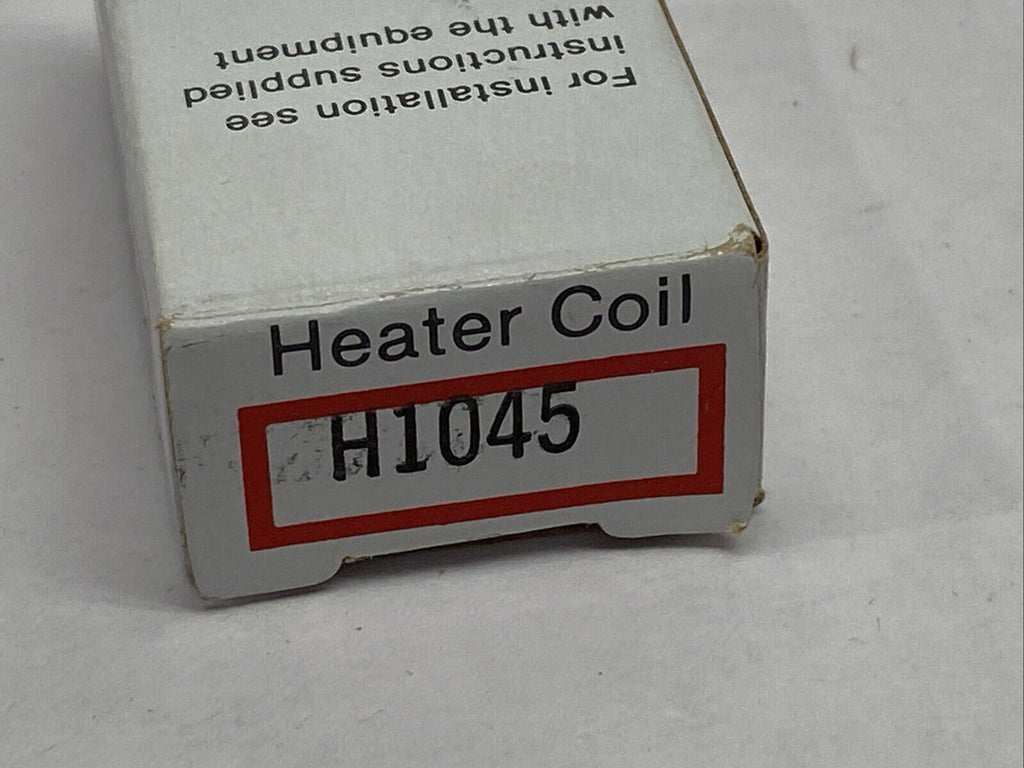 For installation see
instructions supplied
with the equipment
Heater Coil
H1045